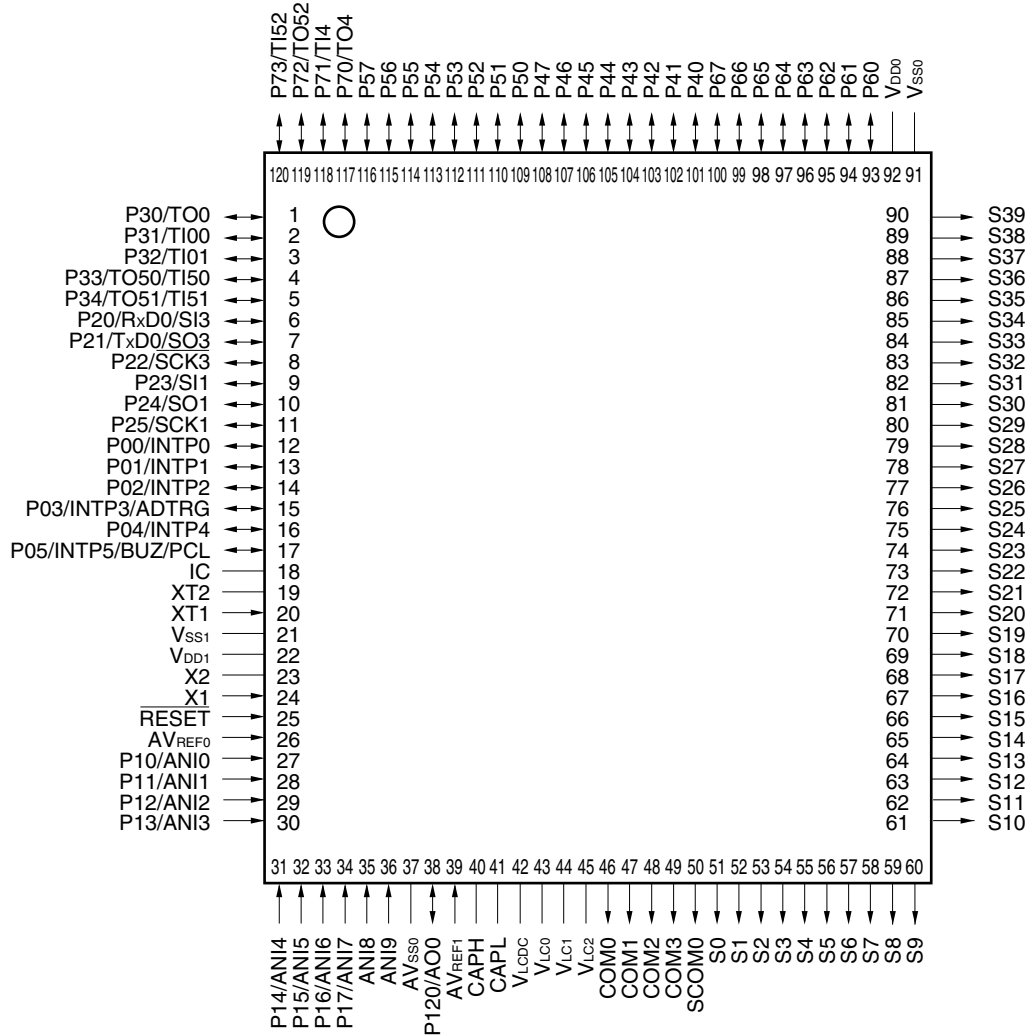 P73/TI52
P72/TO52
P71/TI4
P70/TO4
P57
P56
P55
P54
P53
P52
P51
P50
P47
P46
P45
P44
P43
P42
P41
P40
P67
P66
P65
P64
P63
P62
P61
P60
VDD0
VSS0
120 119 118 117 116 115 114 113 112 111 110 109 108 107 106 105 104 103 102 101 100 99 98 97 96 95 94 93 92 91
P30/TO0 1 90 S39
P31/TI00 2 89 S38
P32/TI01 3 88 S37
P33/TO50/TI50 4 87 S36
P34/TO51/TI51 5 86 S35
P20/RxD0/SI3 6 85 S34
P21/TxD0/SO3 7 84 S33
P22/SCK3 8 83 S32
P23/SI1 9 82 S31
P24/SO1 10 81 S30
P25/SCK1 11 80 S29
P00/INTP0 12 79 S28
P01/INTP1 13 78 S27
P02/INTP2 14 77 S26
P03/INTP3/ADTRG 15 76 S25
P04/INTP4 16 75 S24
P05/INTP5/BUZ/PCL 17 74 S23
IC 18 73 S22
XT2 19 72 S21
XT1 20 71 S20
VSS1 21 70 S19
VDD1 22 69 S18
X2 23 68 S17
X1 24 67 S16
RESET 25 66 S15
AVREF0 26 65 S14
P10/ANI0 27 64 S13
P11/ANI1 28 63 S12
P12/ANI2 29 62 S11
P13/ANI3 30 61 S10
31 32 33 34 35 36 37 38 39 40 41 42 43 44 45 46 47 48 49 50 51 52 53 54 55 56 57 58 59 60
P14/ANI4
P15/ANI5
P16/ANI6
P17/ANI7
ANI8
ANI9
AVSS0
P120/AO0
AVREF1
CAPH
CAPL
VLCDC
VLC0
VLC1
VLC2
COM0
COM1
COM2
COM3
SCOM0
S0
S1
S2
S3
S4
S5
S6
S7
S8
S9